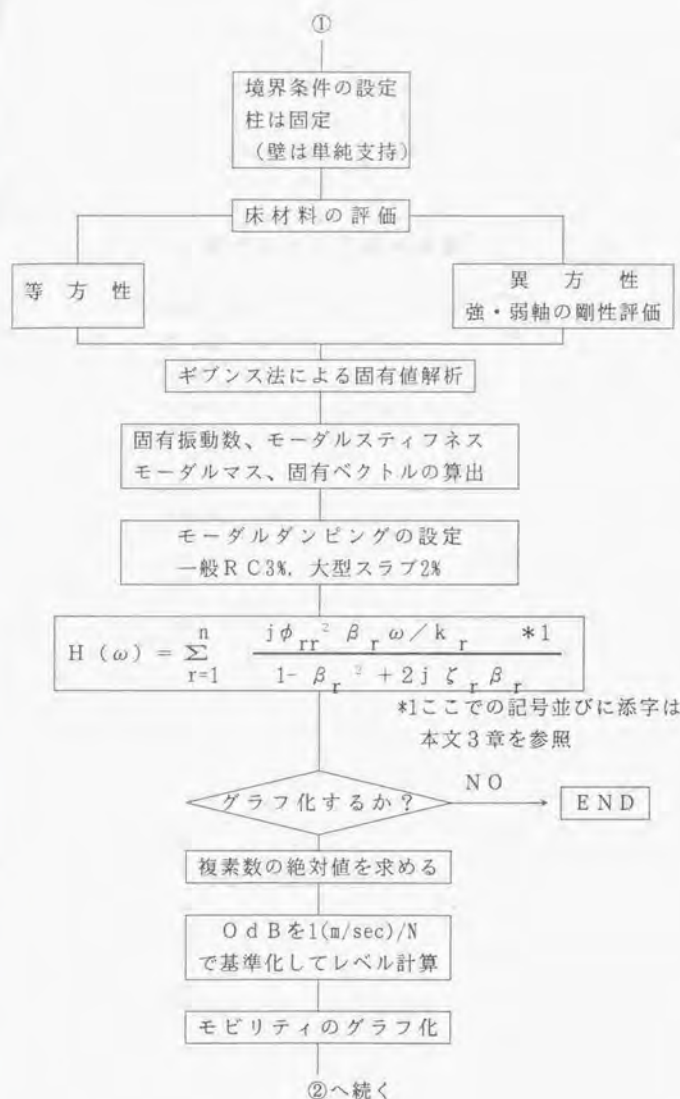 ①
境界条件の設定
柱は固定
（壁は単純支持）
床材料の評価
等方性
異方性
強・弱軸の剛性評価
ギブンス法による固有値解析
固有振動数、モーダルスティフネス
モーダルマス、固有ベクトルの算出
モーダルダンピングの設定
一般RC3%, 大型スラブ2%
H(ω) = Σ[r=1→n] jφ_rr² β_r ω/k_r / (1-β_r² + 2jζ_r β_r) *1
*1ここでの記号並びに添字は
本文3章を参照
グラフ化するか？
NO
END
複素数の絶対値を求める
0dBを1(m/sec)/N
で基準化してレベル計算
モビリティのグラフ化
②へ続く